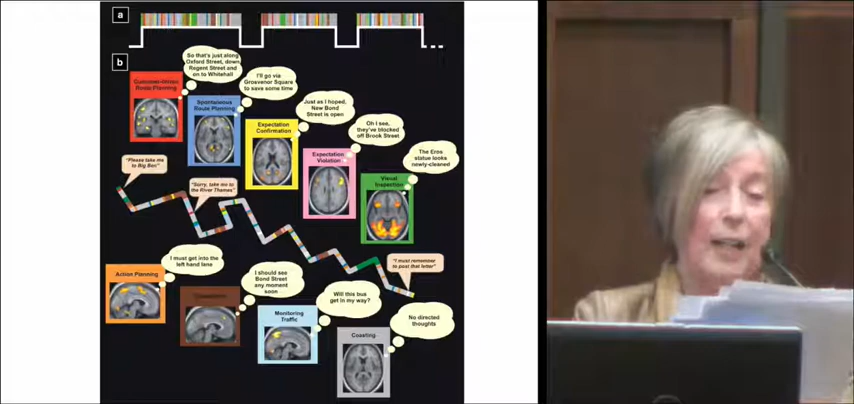 a
b
So that's just along
Oxford Street, down
Regent Street and
on to Whitehall
I'll go via
Grosvenor Square
to save some time
Just as I hoped,
New Bond
Street is open
Oh I see,
they've blocked
off Brook Street
The Eros
statue looks
newly-cleaned
Customer-driven
Route Planning
Spontaneous
Route Planning
Expectation
Confirmation
Expectation
Violation
Visual
Inspection
"Please take me
to Big Ben"
"Sorry, take me to
the River Thames"
"I must remember
to post that letter"
I must get into the
left hand lane
Action Planning
I should see
Bond Street
any moment
soon
Will this bus
get in my way?
Monitoring
Traffic
No directed
thoughts
Coasting